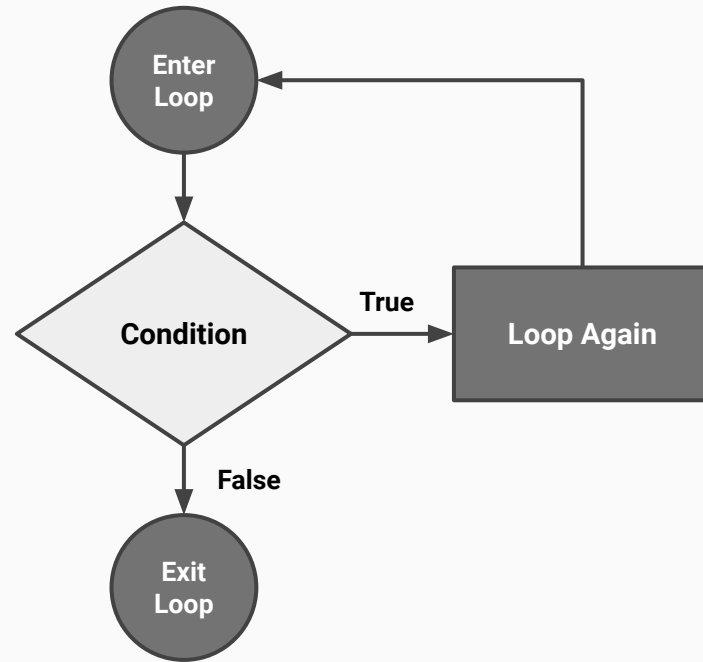 Enter
Loop
True
Condition
Loop Again
False
Exit
Loop